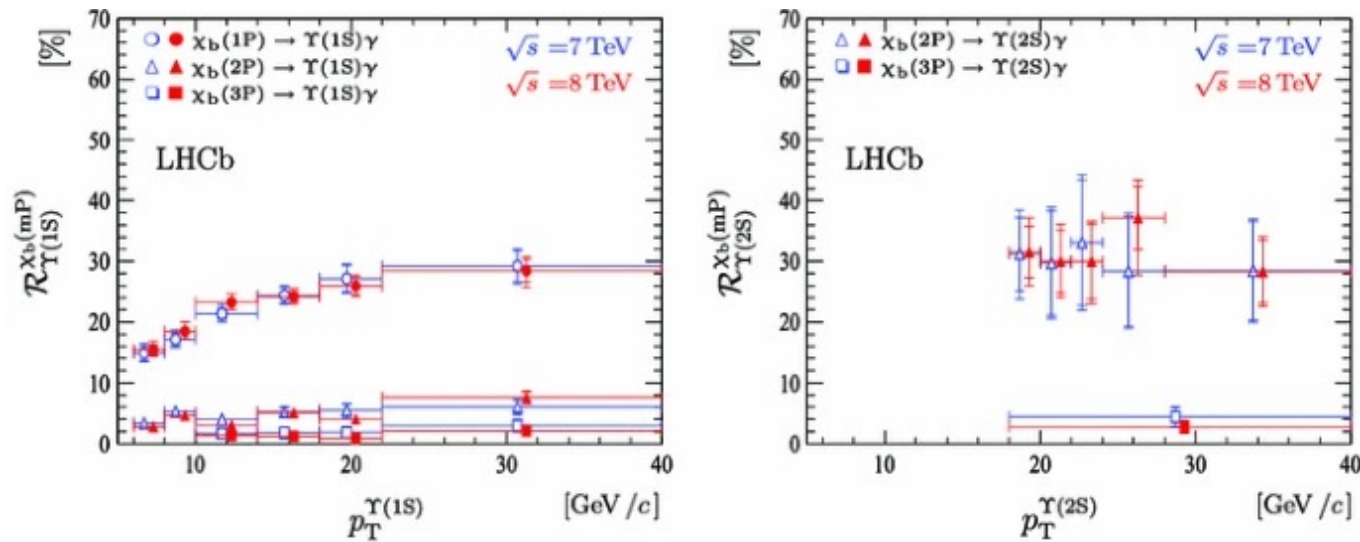 [%]
70
60
50
40
30
20
10
0
χb(1P) → Υ(1S)γ
χb(2P) → Υ(1S)γ
χb(3P) → Υ(1S)γ
√s =7 TeV
√s =8 TeV
LHCb
R^χb(mP)_Υ(1S)
10 20 30 40
p_T^Υ(1S) [GeV /c]
[%]
70
60
50
40
30
20
10
0
χb(2P) → Υ(2S)γ
χb(3P) → Υ(2S)γ
√s =7 TeV
√s =8 TeV
LHCb
R^χb(mP)_Υ(2S)
10 20 30 40
p_T^Υ(2S) [GeV /c]